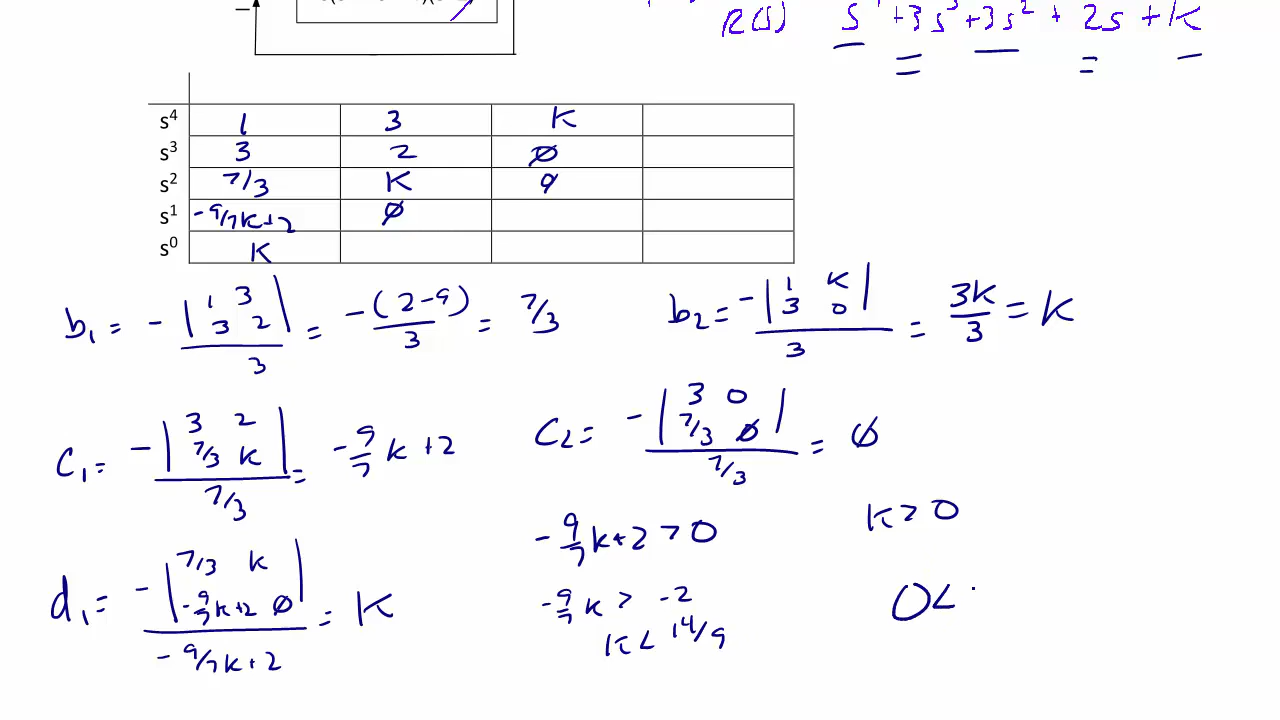 R(s) s⁴ + 3s³ + 3s² + 2s + K
s⁴ 1 3 K
s³ 3 2 0
s² 7/3 K 0
s¹ -9/7K+2 0
s⁰ K
b₁ = -|1 3; 3 2| / 3 = -(2-9)/3 = 7/3 b₂ = -|1 K; 3 0| / 3 = 3K/3 = K
c₁ = -|3 2; 7/3 K| / 7/3 = -9/7 K + 2 c₂ = -|3 0; 7/3 0| / 7/3 = 0
-9/7 K + 2 > 0 K > 0
d₁ = -|7/3 K; -9/7K+2 0| / -9/7K+2 = K
-9/7 K > -2 0 <
K < 14/9